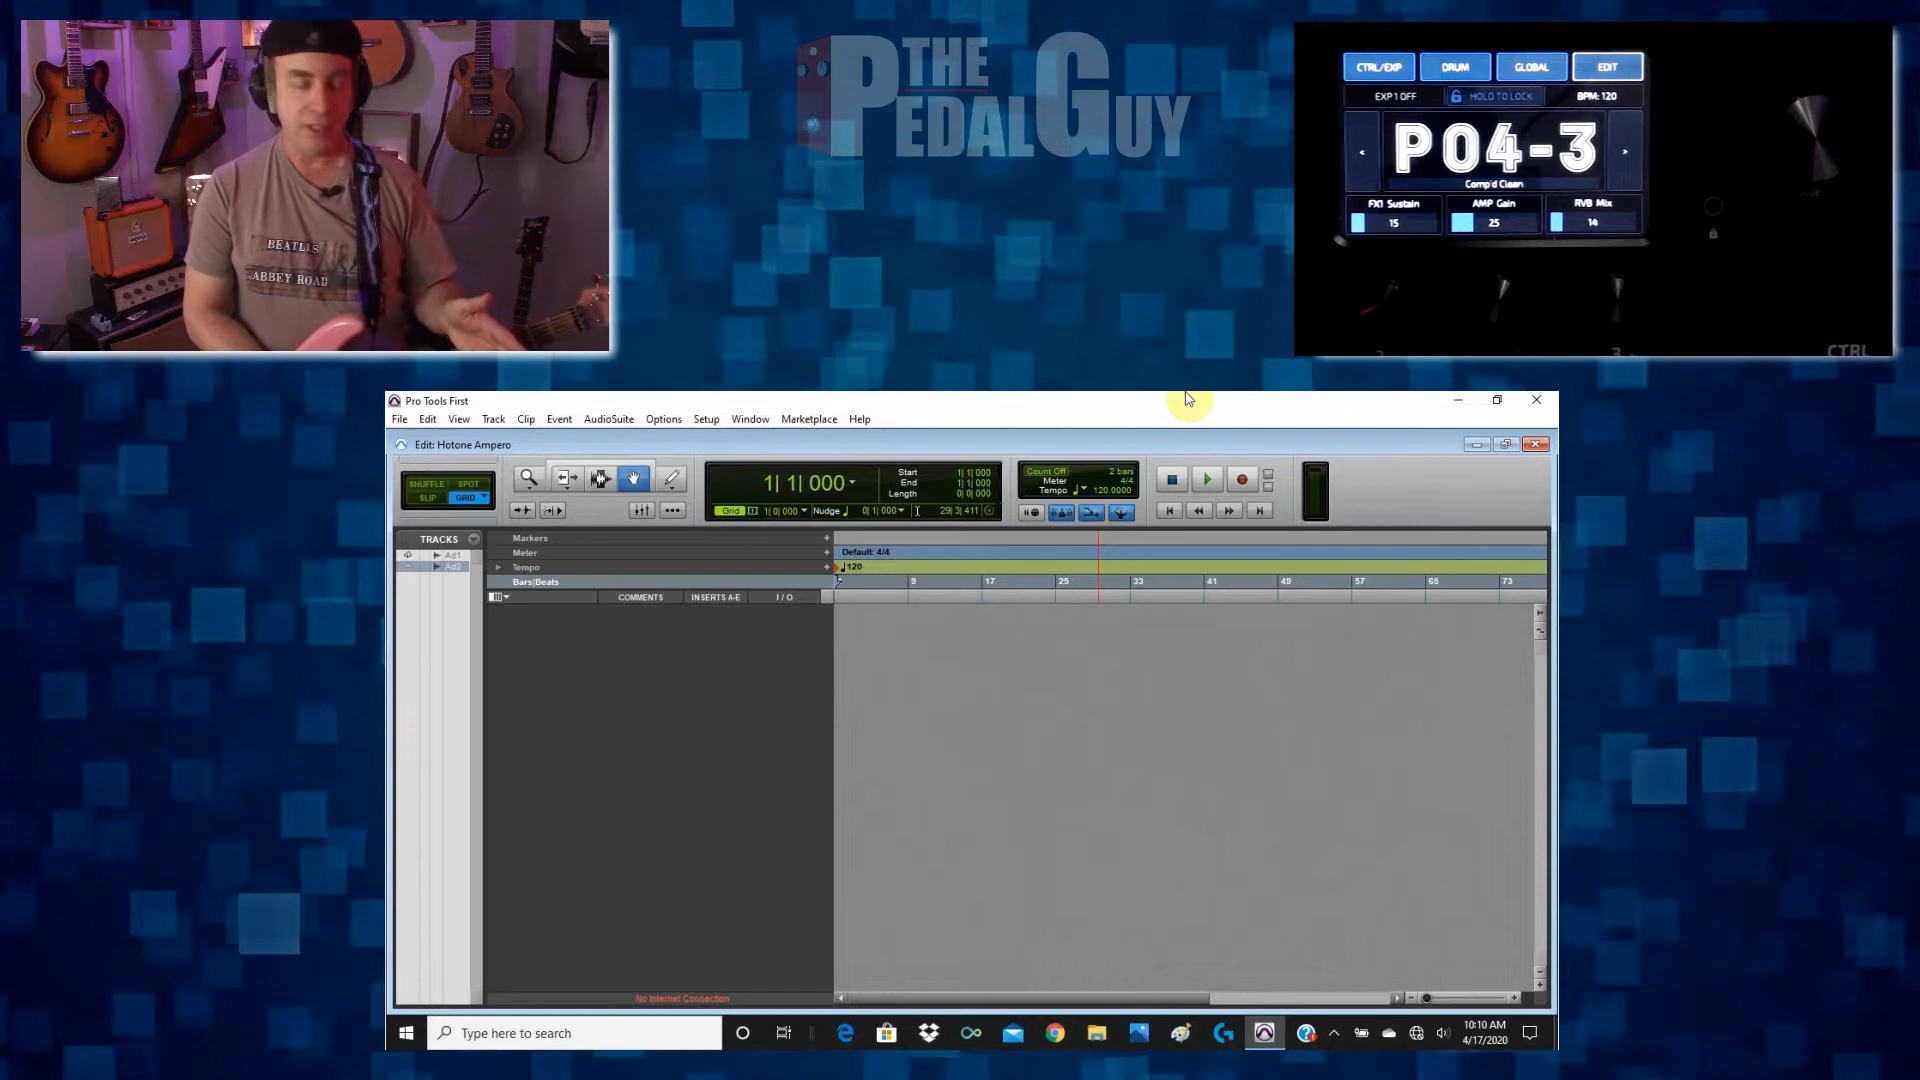 BEATLES
ABBEY ROAD
THE
PEDALGUY
CTRL/EXP DRUM GLOBAL EDIT
EXP 1 OFF HOLD TO LOCK BPM: 120
< P04-3 >
Comp'd Clean
FX1 Sustain AMP Gain RVB Mix
15 25 14
CTRL
Pro Tools First
File Edit View Track Clip Event AudioSuite Options Setup Window Marketplace Help
Edit: Hotone Ampero
SHUFFLE SPOT
SLIP GRID
1| 1| 000
Start 1| 1| 000
End 1| 1| 000
Length 0| 0| 000
Grid 1| 0| 000 Nudge 0| 1| 000 29| 3| 411
Count Off 2 bars
Meter 4/4
Tempo 120.0000
TRACKS
Ad1
Ad2
Markers
Meter Default: 4/4
Tempo 120
Bars|Beats 9 17 25 33 41 49 57 65 73
COMMENTS INSERTS A-E I / O
No Internet Connection
Type here to search
10:10 AM
4/17/2020